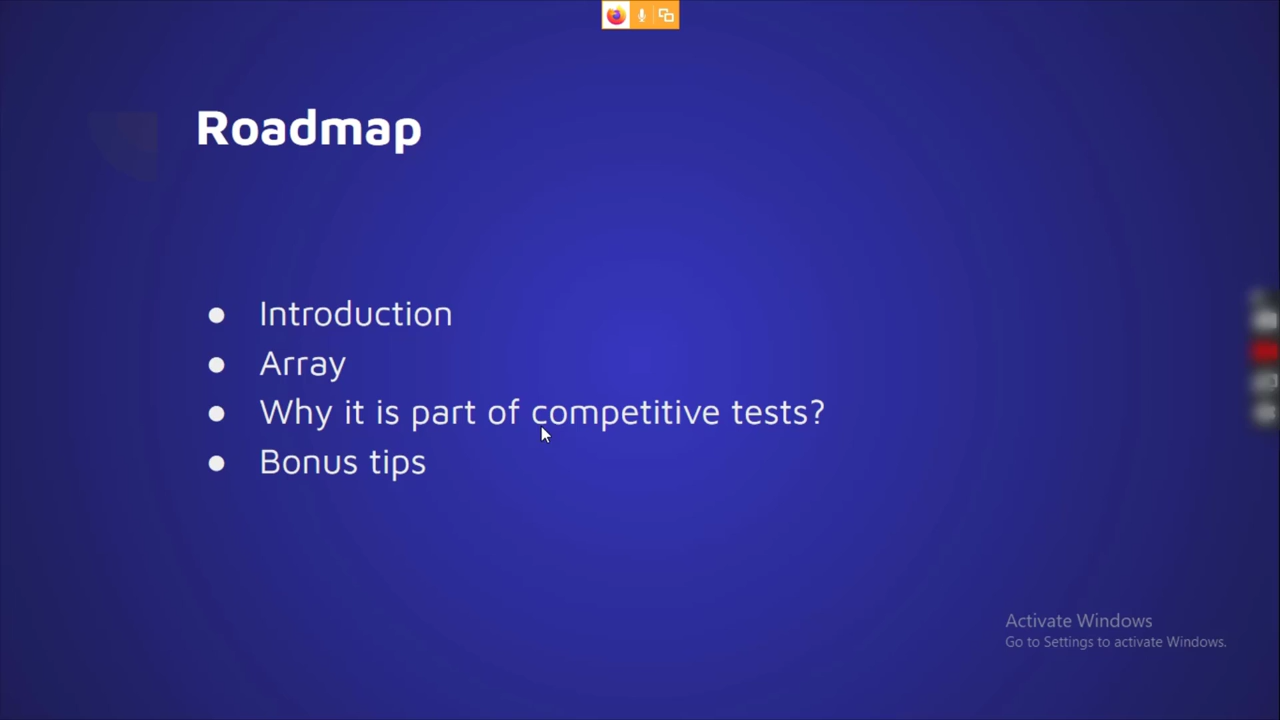 Roadmap
● Introduction
● Array
● Why it is part of competitive tests?
● Bonus tips
Activate Windows
Go to Settings to activate Windows.